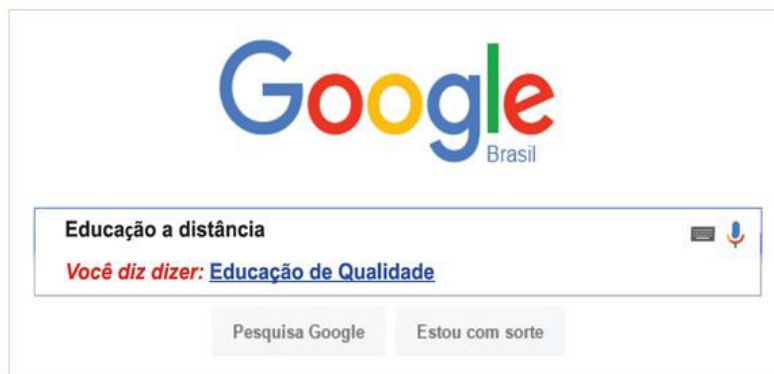 Google
Brasil
Educação a distância
Você diz dizer: Educação de Qualidade
Pesquisa Google Estou com sorte